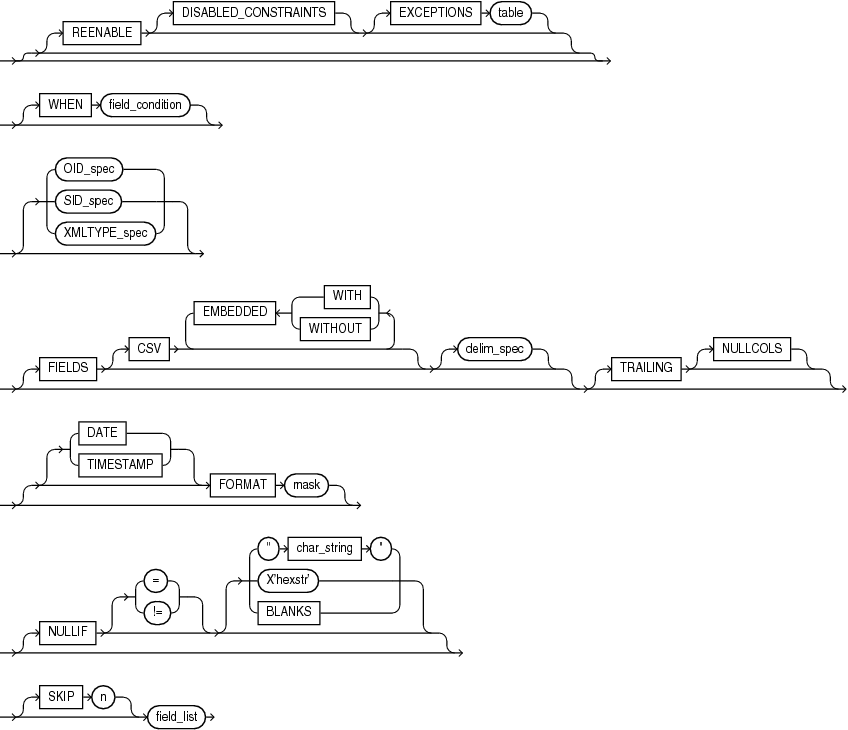 DISABLED_CONSTRAINTS EXCEPTIONS table
REENABLE
WHEN field_condition
OID_spec
SID_spec
XMLTYPE_spec
WITH
EMBEDDED
WITHOUT
CSV delim_spec NULLCOLS
FIELDS TRAILING
DATE
TIMESTAMP
FORMAT mask
" char_string '
= X'hexstr'
!= BLANKS
NULLIF
SKIP n
field_list